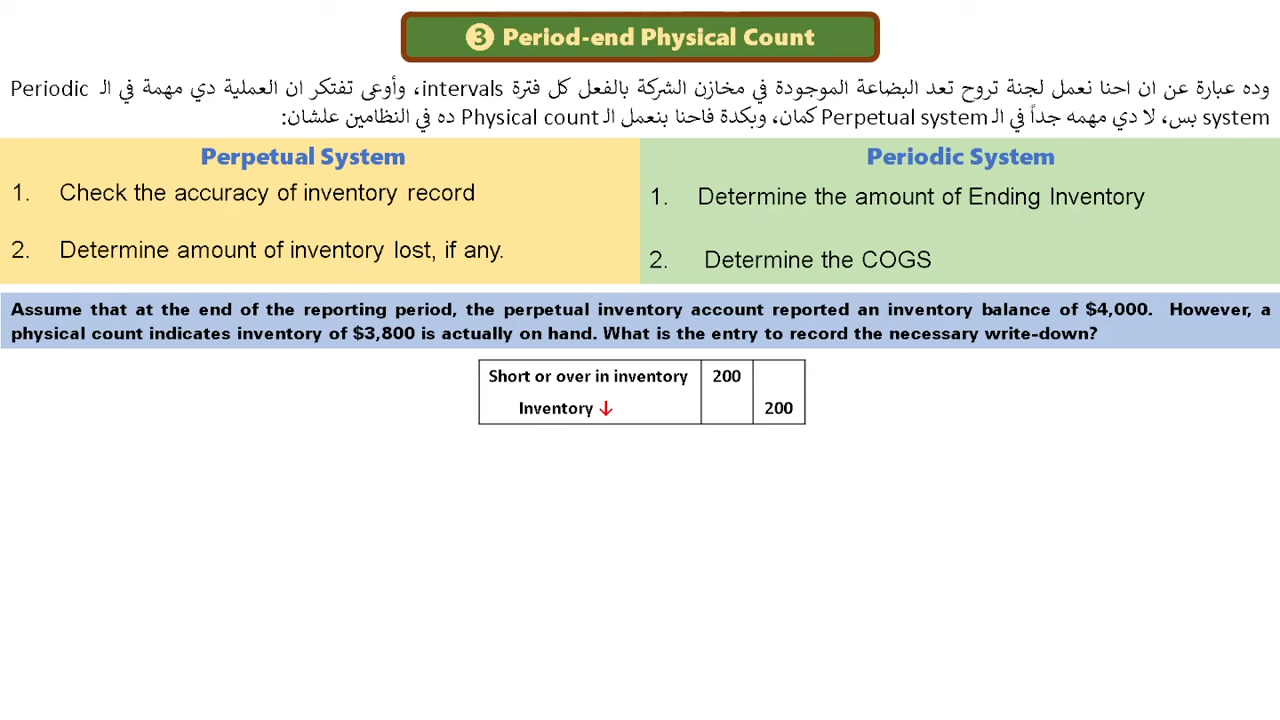 ❸ Period-end Physical Count
وده عبارة عن ان احنا نعمل لجنة تروح تعد البضاعة الموجودة في مخازن الشركة بالفعل كل فترة intervals، وأوعى تفتكر ان العملية دي مهمة في الـ Periodic
system بس، لا دي مهمه جداً في الـ Perpetual system كمان، وبكدة فاحنا بنعمل الـ Physical count ده في النظامين علشان:
Perpetual System
1. Check the accuracy of inventory record
2. Determine amount of inventory lost, if any.
Periodic System
1. Determine the amount of Ending Inventory
2. Determine the COGS
Assume that at the end of the reporting period, the perpetual inventory account reported an inventory balance of $4,000. However, a
physical count indicates inventory of $3,800 is actually on hand. What is the entry to record the necessary write-down?
Short or over in inventory 200
Inventory ↓ 200